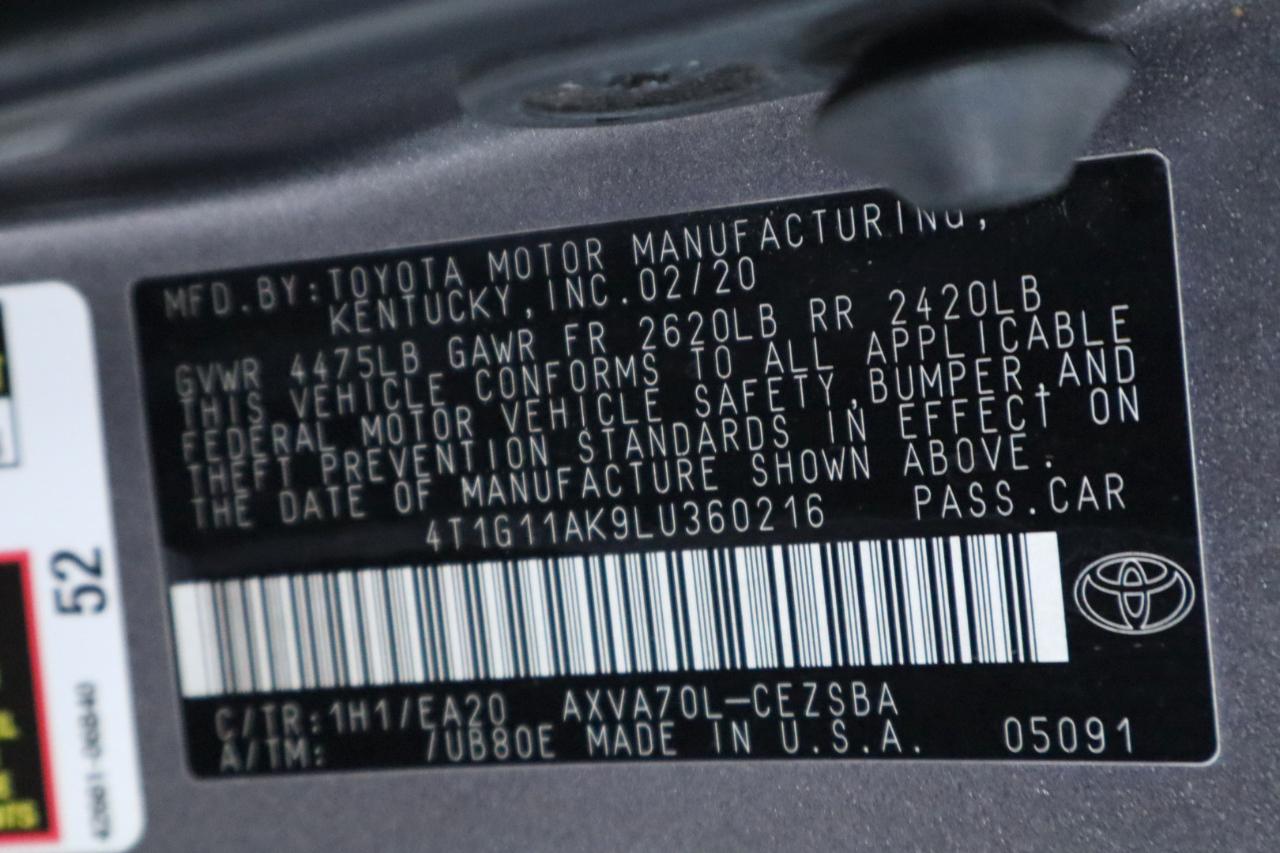 MFD.BY:TOYOTA MOTOR MANUFACTURING,
KENTUCKY,INC.02/20
GVWR 4475LB GAWR FR 2620LB RR 2420LB
THIS VEHICLE CONFORMS TO ALL APPLICABLE
FEDERAL MOTOR VEHICLE SAFETY,BUMPER,AND
THEFT PREVENTION STANDARDS IN EFFECT ON
THE DATE OF MANUFACTURE SHOWN ABOVE.
4T1G11AK9LU360216 PASS.CAR
C/TR:1H1/EA20 AXVA70L-CEZSBA
A/TM: /UB80E MADE IN U.S.A. 05091
52
42661-06840